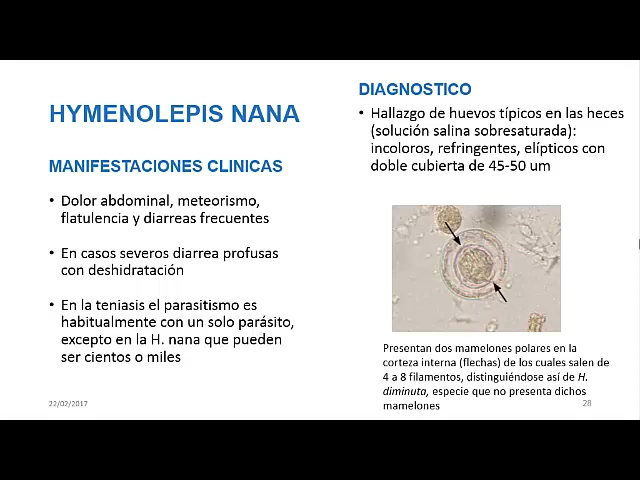 HYMENOLEPIS NANA
MANIFESTACIONES CLINICAS
• Dolor abdominal, meteorismo,
flatulencia y diarreas frecuentes
• En casos severos diarrea profusas
con deshidratación
• En la teniasis el parasitismo es
habitualmente con un solo parásito,
excepto en la H. nana que pueden
ser cientos o miles
22/02/2017
DIAGNOSTICO
• Hallazgo de huevos típicos en las heces
(solución salina sobresaturada):
incoloros, refringentes, elípticos con
doble cubierta de 45-50 um
Presentan dos mamelones polares en la
corteza interna (flechas) de los cuales salen de
4 a 8 filamentos, distinguiéndose así de H.
diminuta, especie que no presenta dichos
mamelones
28